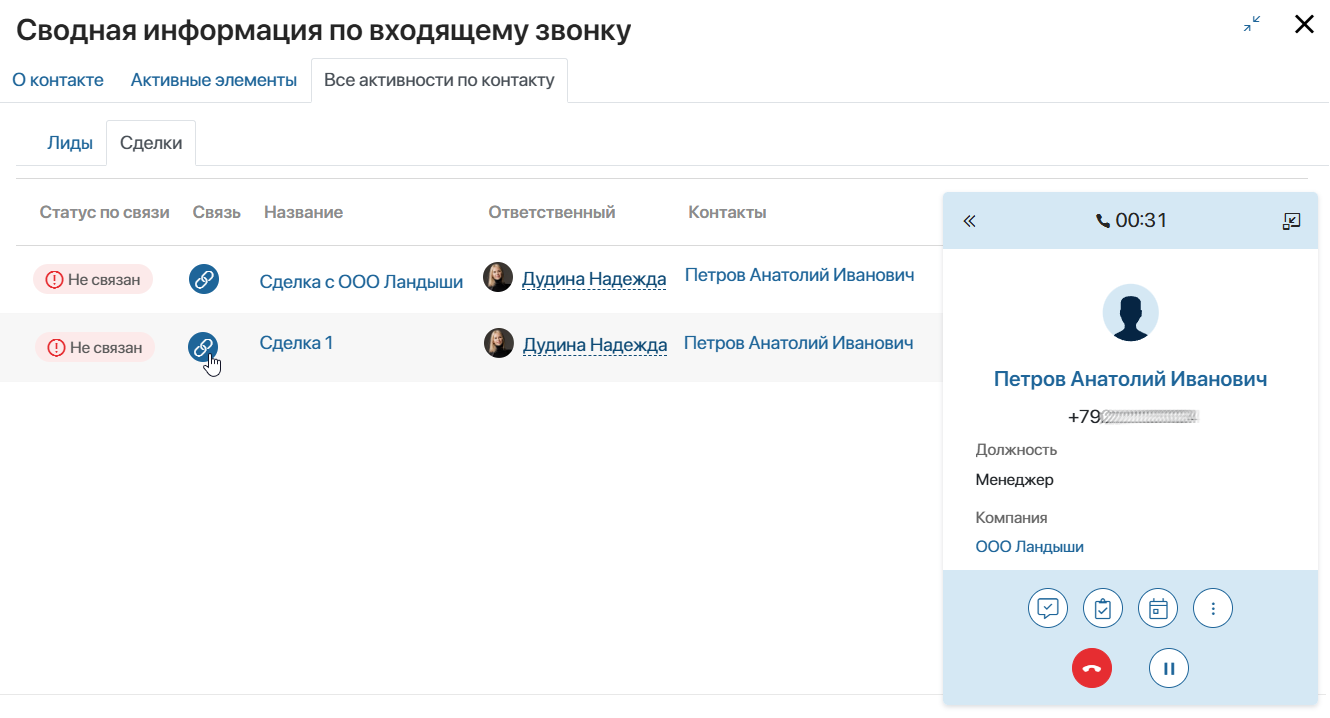 Сводная информация по входящему звонку
О контакте Активные элементы Все активности по контакту
Лиды Сделки
Статус по связи Связь Название Ответственный Контакты
Не связан Сделка с ООО Ландыши Дудина Надежда Петров Анатолий Иванович
Не связан Сделка 1 Дудина Надежда Петров Анатолий Иванович
00:31
Петров Анатолий Иванович
+79
Должность
Менеджер
Компания
ООО Ландыши